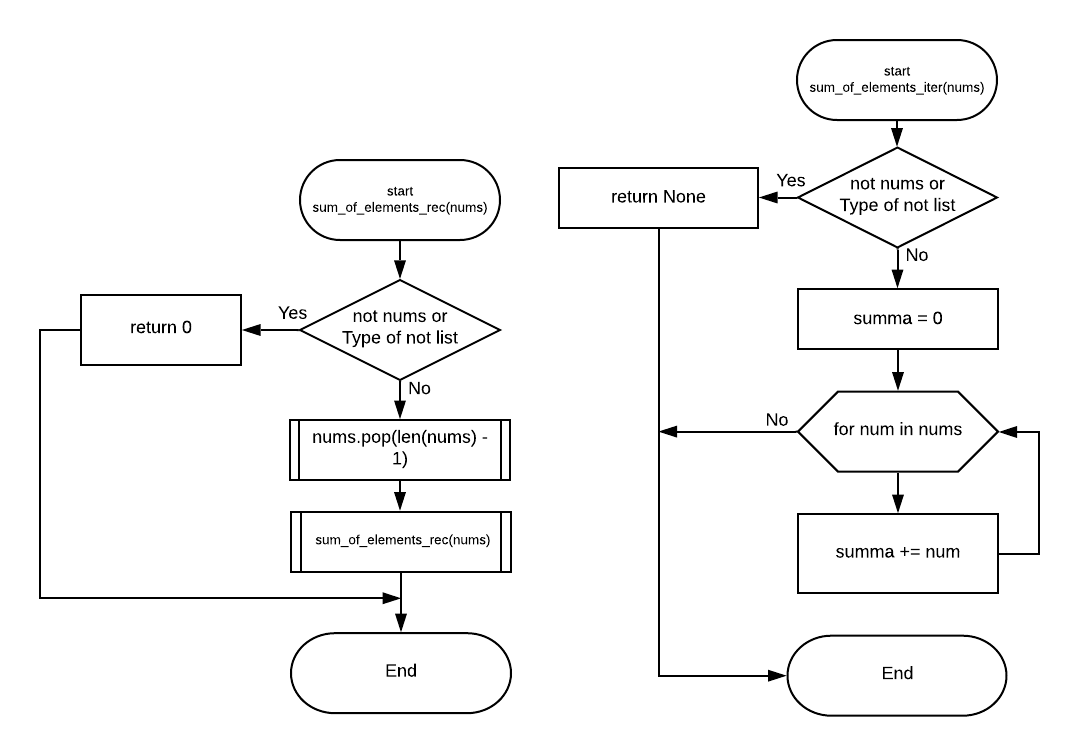 start
sum_of_elements_rec(nums)
not nums or
Type of not list
Yes
return 0
No
nums.pop(len(nums) -
1)
sum_of_elements_rec(nums)
End
start
sum_of_elements_iter(nums)
not nums or
Type of not list
Yes
return None
No
summa = 0
for num in nums
No
summa += num
End